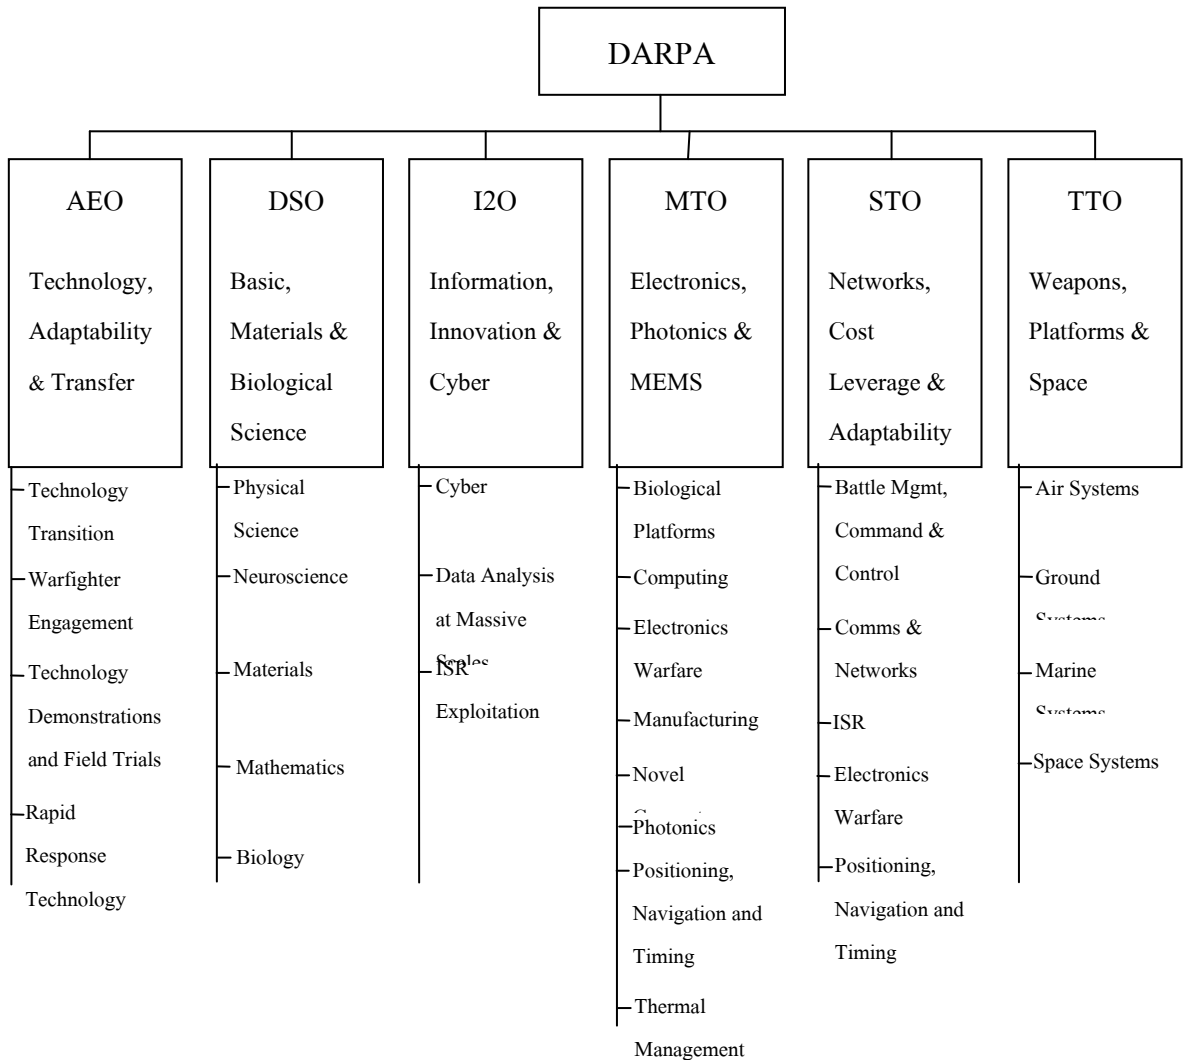 DARPA
AEO
Technology,
Adaptability
& Transfer
Technology
Transition
Warfighter
Engagement
Technology
Demonstrations
and Field Trials
Rapid
Response
Technology
DSO
Basic,
Materials &
Biological
Science
Physical
Science
Neuroscience
Materials
Mathematics
Biology
I2O
Information,
Innovation &
Cyber
Cyber
Data Analysis
at Massive
Scales
ISR
Exploitation
MTO
Electronics,
Photonics &
MEMS
Biological
Platforms
Computing
Electronics
Warfare
Manufacturing
Novel
Photonics
Positioning,
Navigation and
Timing
Thermal
Management
STO
Networks,
Cost
Leverage &
Adaptability
Battle Mgmt,
Command &
Control
Comms &
Networks
ISR
Electronics
Warfare
Positioning,
Navigation and
Timing
TTO
Weapons,
Platforms &
Space
Air Systems
Ground
Systems
Marine
Systems
Space Systems